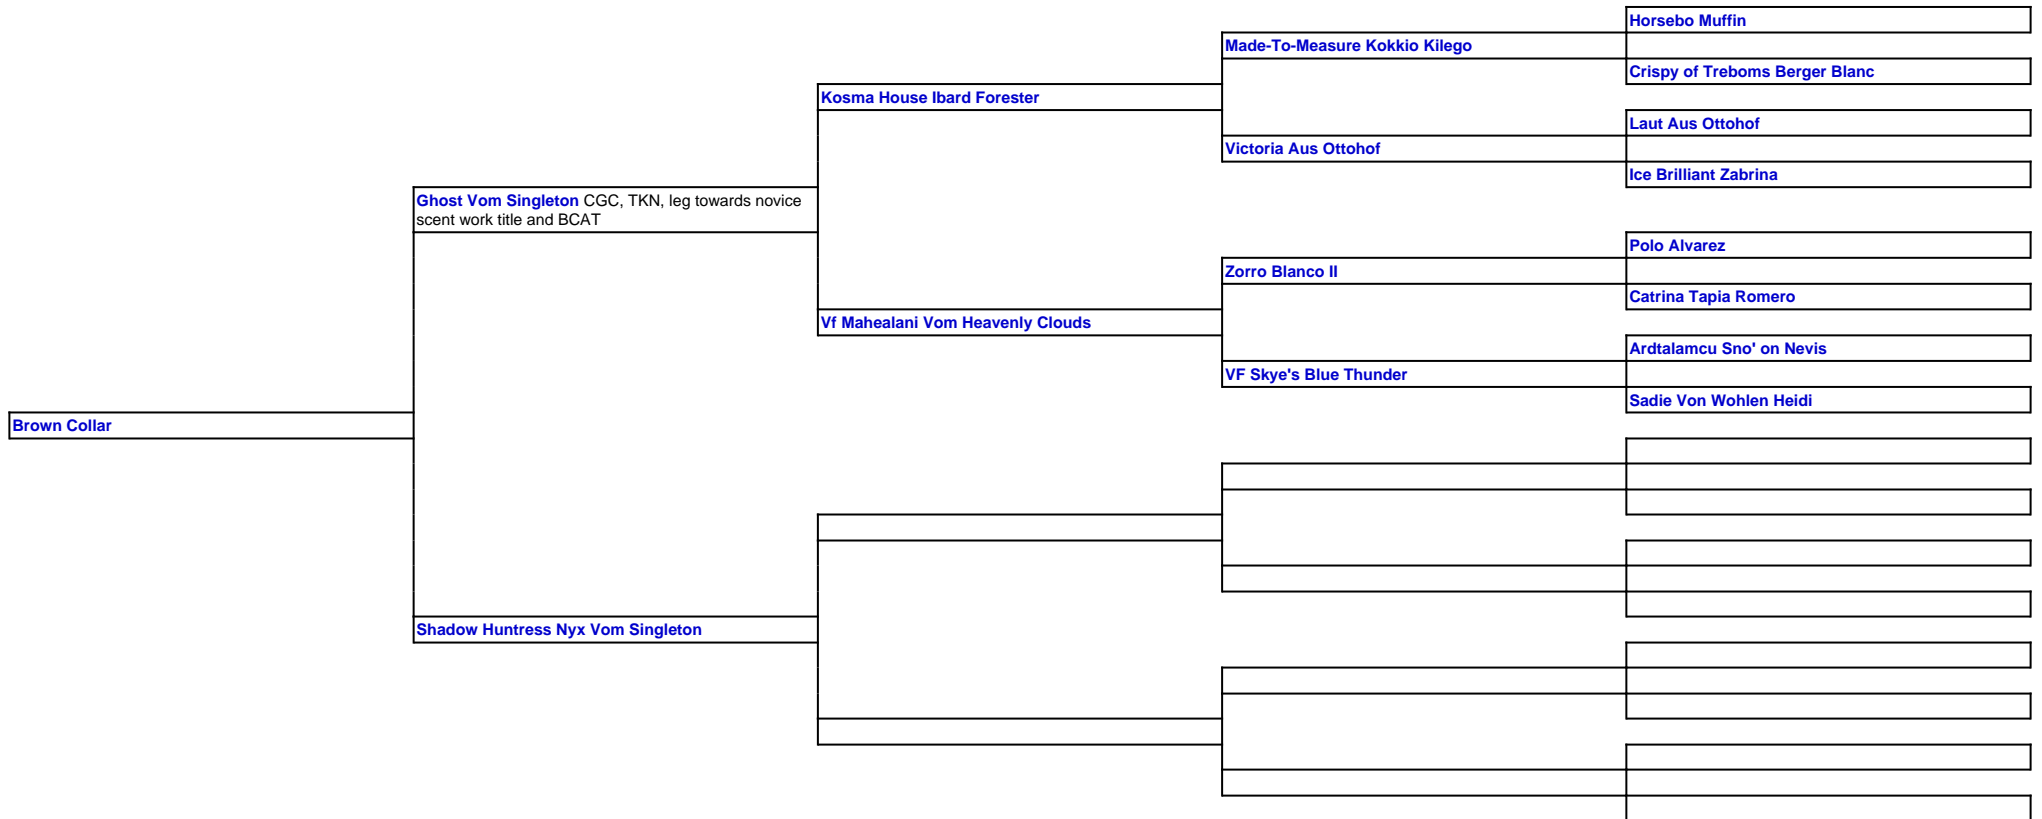 Horsebo Muffin
Made-To-Measure Kokkio Kilego
Crispy of Treboms Berger Blanc
Kosma House Ibard Forester
Laut Aus Ottohof
Victoria Aus Ottohof
Ice Brilliant Zabrina
Ghost Vom Singleton CGC, TKN, leg towards novice
scent work title and BCAT
Polo Alvarez
Zorro Blanco II
Catrina Tapia Romero
Vf Mahealani Vom Heavenly Clouds
Ardtalamcu Sno' on Nevis
VF Skye's Blue Thunder
Sadie Von Wohlen Heidi
Brown Collar
Shadow Huntress Nyx Vom Singleton